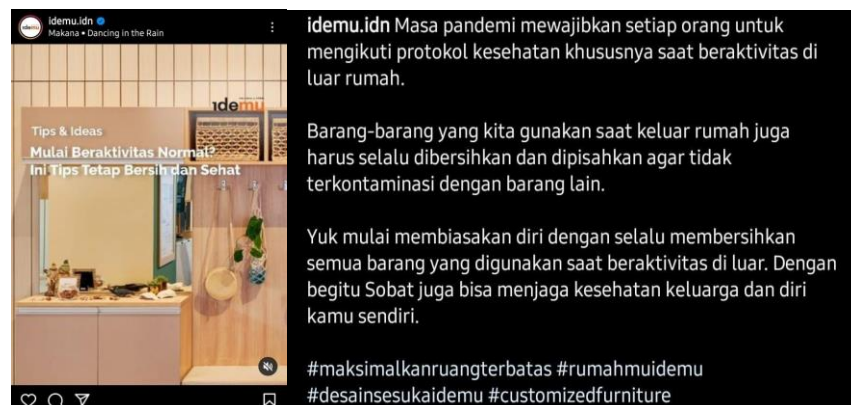 idemu.idn
Makana • Dancing in the Rain
idemu
Tips & Ideas
Mulai Beraktivitas Normal?
Ini Tips Tetap Bersih dan Sehat
idemu.idn Masa pandemi mewajibkan setiap orang untuk
mengikuti protokol kesehatan khususnya saat beraktivitas di
luar rumah.
Barang-barang yang kita gunakan saat keluar rumah juga
harus selalu dibersihkan dan dipisahkan agar tidak
terkontaminasi dengan barang lain.
Yuk mulai membiasakan diri dengan selalu membersihkan
semua barang yang digunakan saat beraktivitas di luar. Dengan
begitu Sobat juga bisa menjaga kesehatan keluarga dan diri
kamu sendiri.
#maksimalkanruangterbatas #rumahmuidemu
#desainsesukaidemu #customizedfurniture